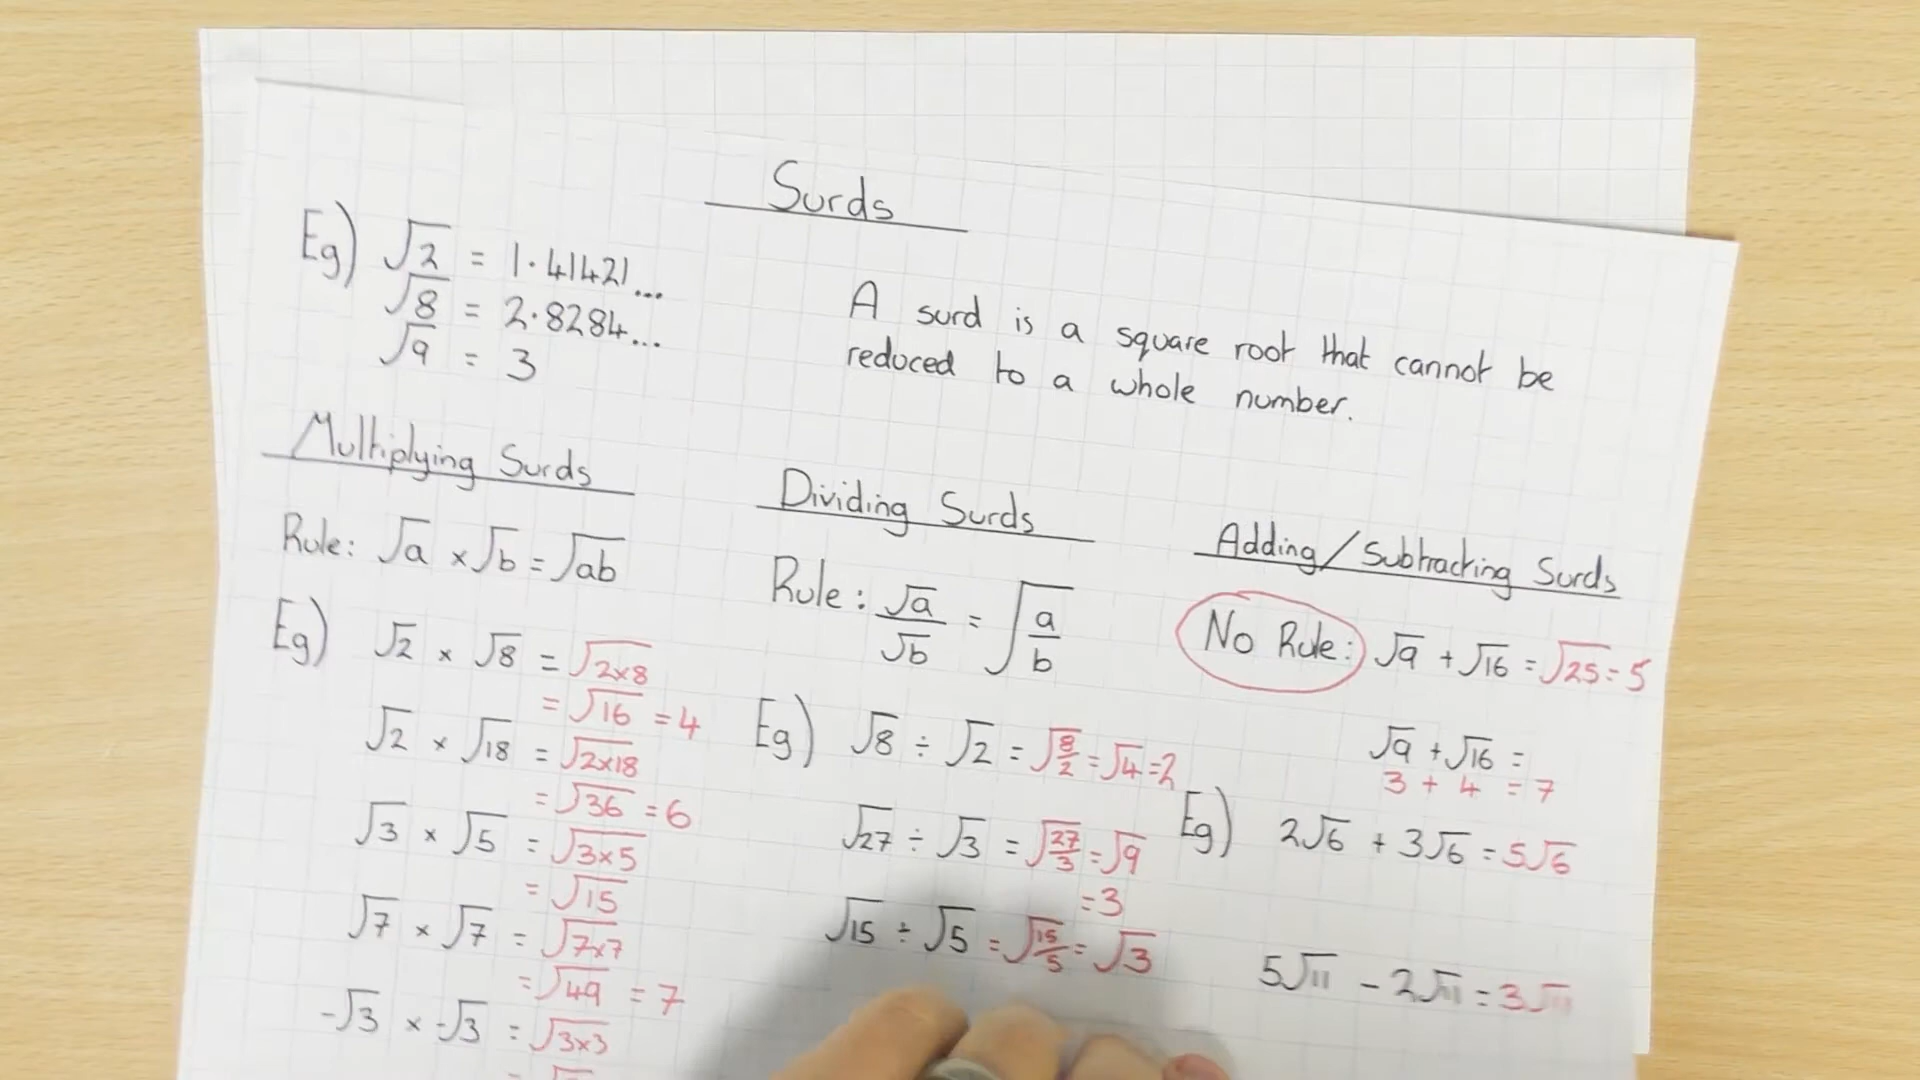 Surds
Eg) √2 = 1.41421...
√8 = 2.8284...
√9 = 3
A surd is a square root that cannot be
reduced to a whole number.
Multiplying Surds
Rule: √a × √b = √ab
Eg) √2 × √8 = √2×8
= √16 = 4
√2 × √18 = √2×18
= √36 = 6
√3 × √5 = √3×5
= √15
√7 × √7 = √7×7
= √49 = 7
-√3 × -√3 = √3×3
Dividing Surds
Rule: √a/√b = √a/b
Eg) √8 ÷ √2 = √8/2 = √4 = 2
√27 ÷ √3 = √27/3 = √9
= 3
√15 ÷ √5 = √15/5 = √3
Adding/Subtracting Surds
No Rule: √9 + √16 = √25 = 5
√9 + √16 =
3 + 4 = 7
Eg) 2√6 + 3√6 = 5√6
5√11 - 2√11 = 3√11